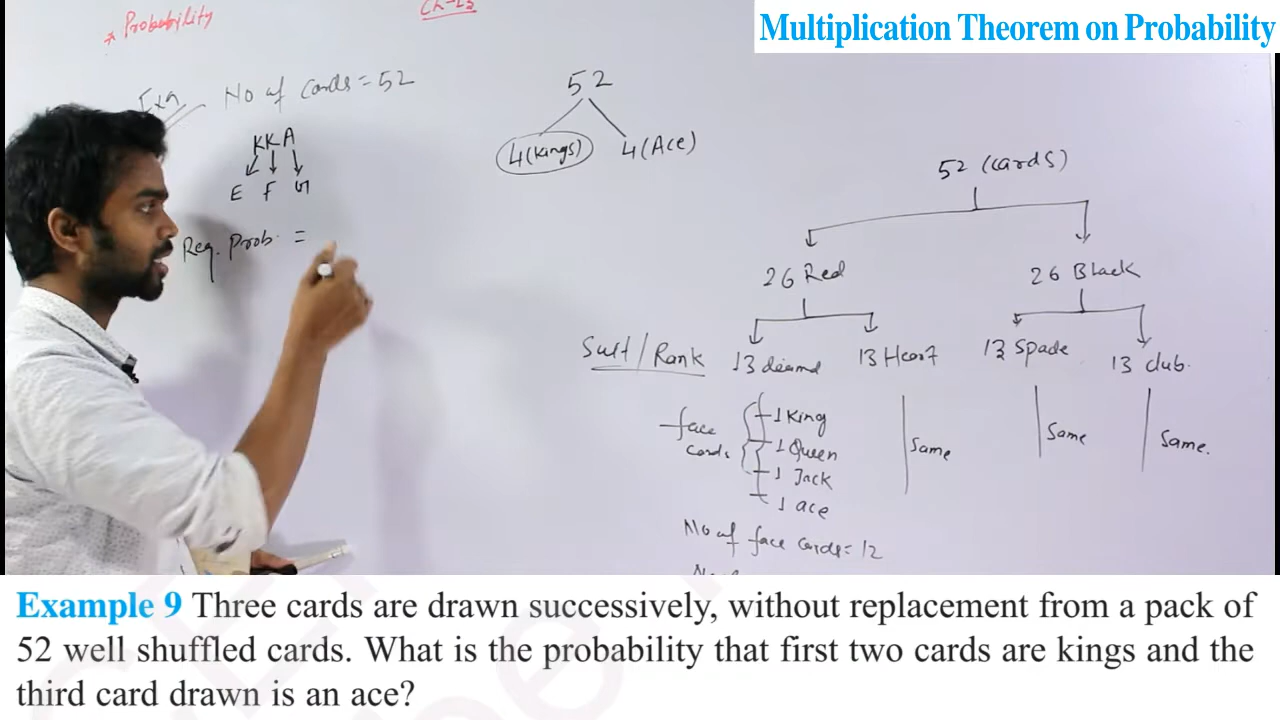 Multiplication Theorem on Probability
* Probability
Ch-13
Exa
No of cards = 52
KKA
E F G
Req. Prob. =
52
4(Kings) 4(Ace)
52 (cards)
26 Red 26 Black
Suit/Rank 13 diamd 13 Heart 13 Spade 13 club.
face
cards
1 King
1 Queen
1 Jack
1 ace
Same
Same
Same.
No of face cards = 12
Example 9 Three cards are drawn successively, without replacement from a pack of
52 well shuffled cards. What is the probability that first two cards are kings and the
third card drawn is an ace?